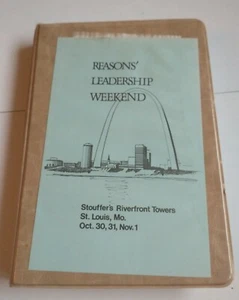 REASONS'
LEADERSHIP
WEEKEND
Stouffer's Riverfront Towers
St. Louis, Mo.
Oct. 30, 31, Nov. 1